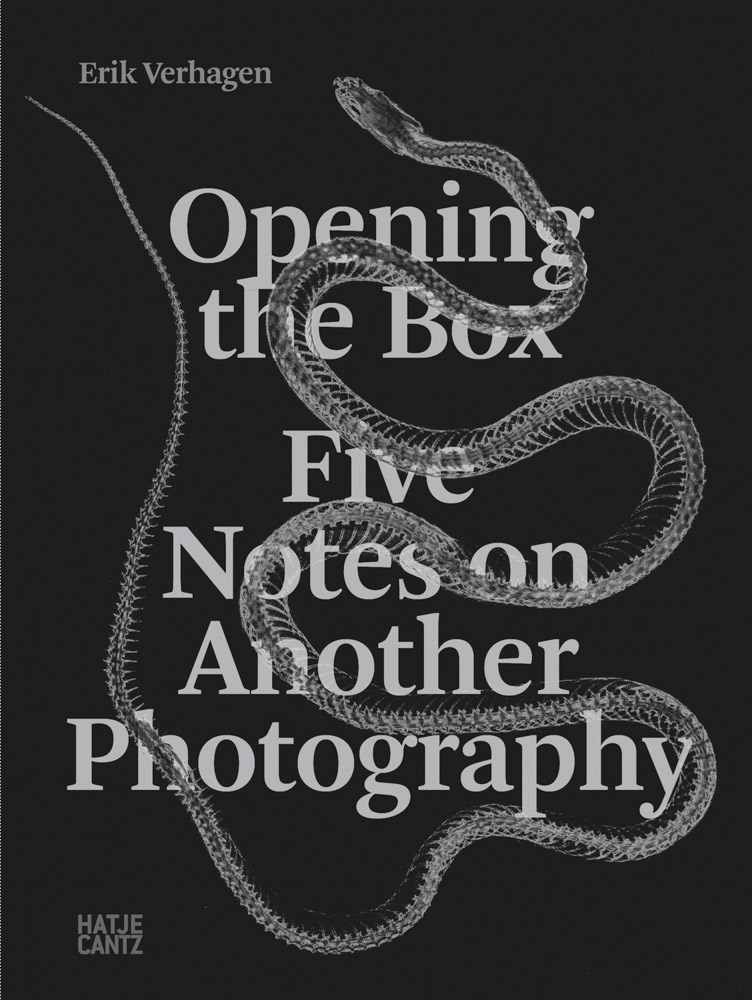 Erik Verhagen
Opening
the Box
Five
Notes on
Another
Photography
HATJE
CANTZ